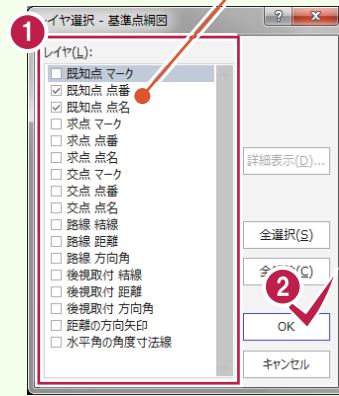 1
レイヤ選択 - 基準点網図
レイヤ(L):
既知点 マーク
既知点 点番
既知点 点名
求点 マーク
求点 点番
求点 点名
交点 マーク
交点 点番
交点 点名
路線 結線
路線 距離
路線 方向角
後視取付 結線
後視取付 距離
後視取付 方向角
距離の方向矢印
水平角の角度寸法線
詳細表示(D)...
全選択(S)
(C)
2
OK
キャンセル